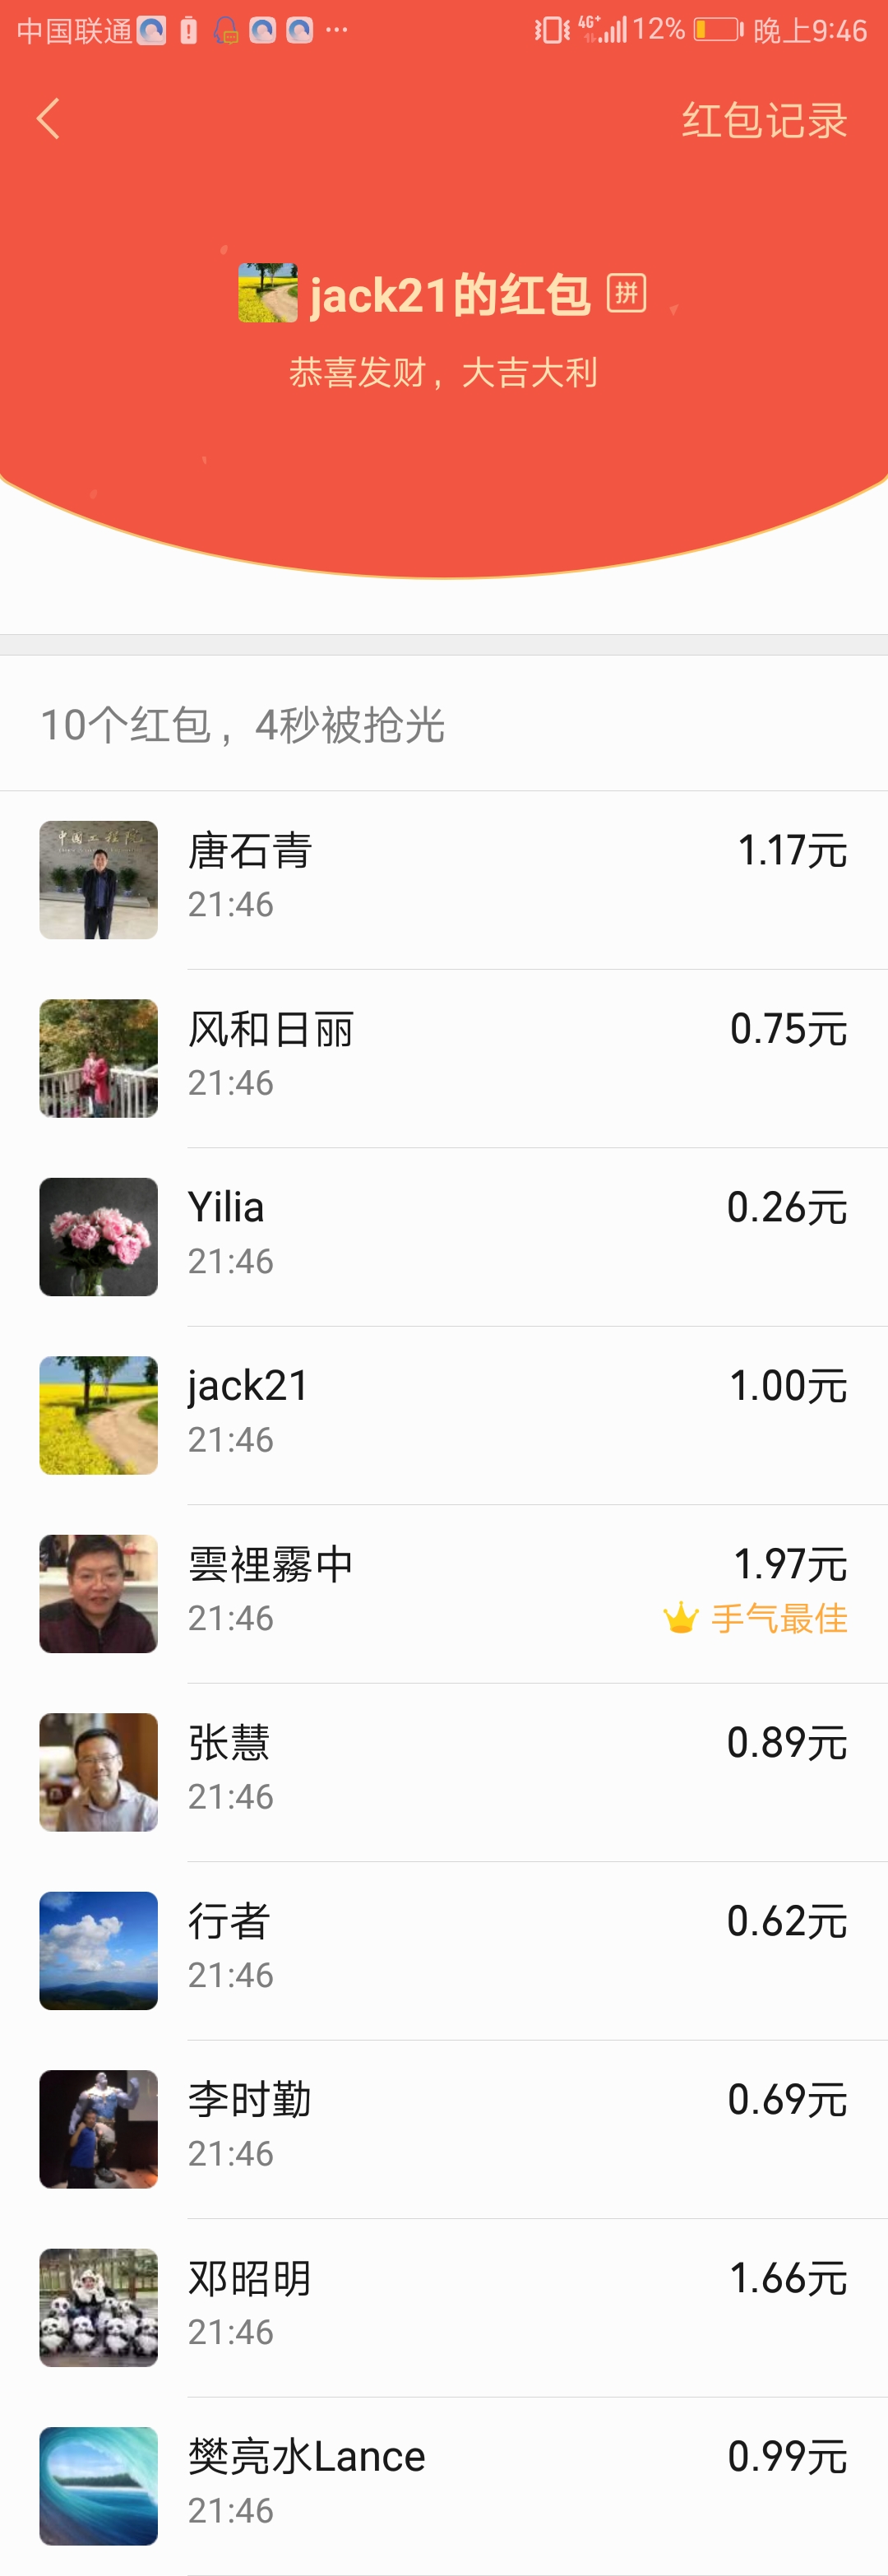 中国联通 12% 晚上9:46
红包记录
jack21的红包 拼
恭喜发财，大吉大利
10个红包，4秒被抢光
唐石青 1.17元
21:46
风和日丽 0.75元
21:46
Yilia 0.26元
21:46
jack21 1.00元
21:46
雲裡霧中 1.97元
21:46 手气最佳
张慧 0.89元
21:46
行者 0.62元
21:46
李时勤 0.69元
21:46
邓昭明 1.66元
21:46
樊亮水Lance 0.99元
21:46